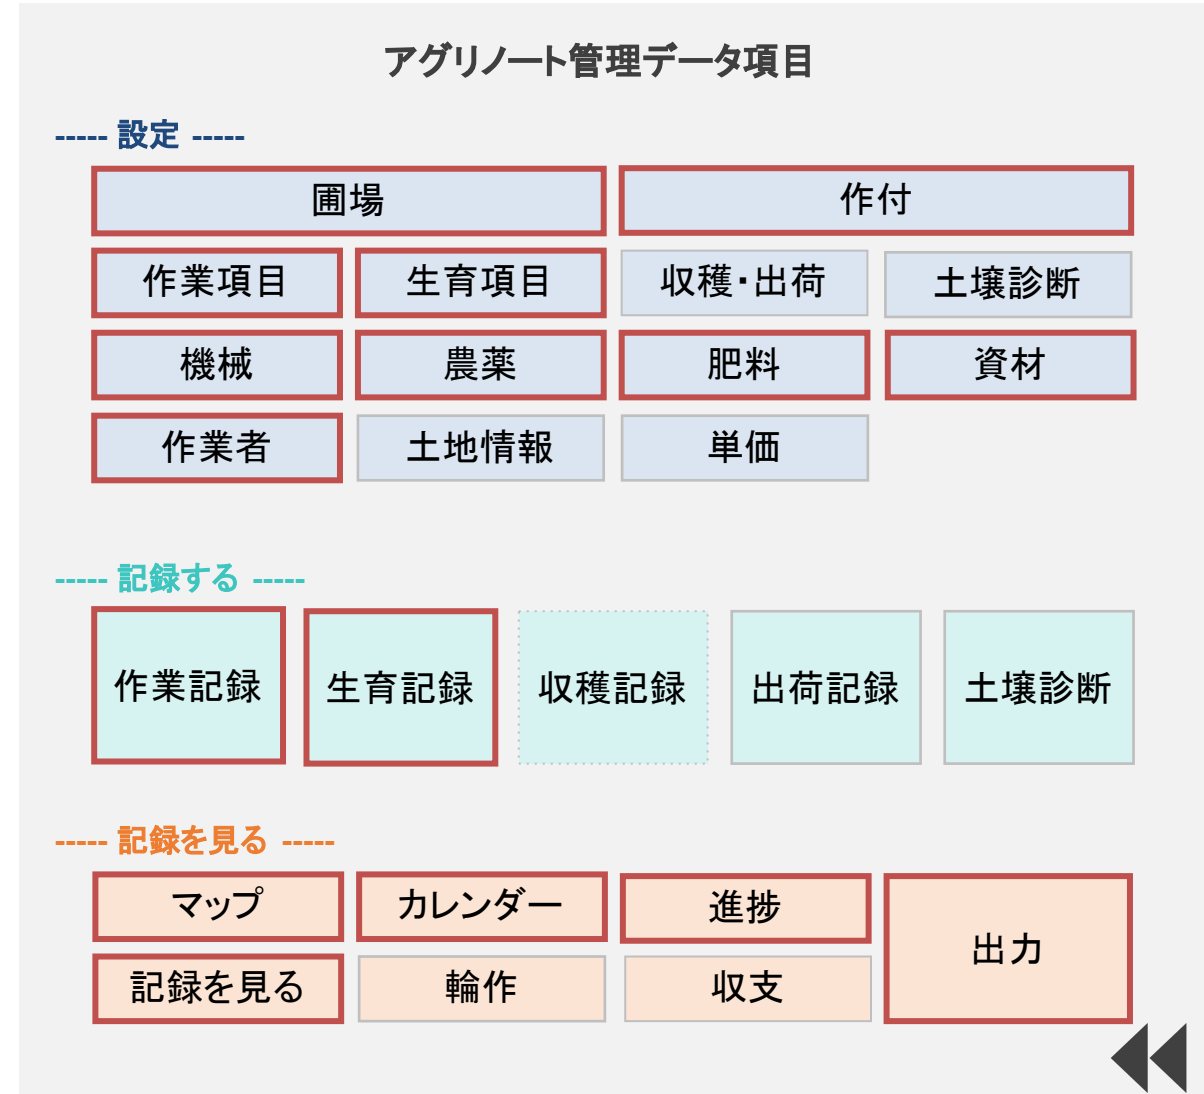 アグリノート管理データ項目
----- 設定 -----
圃場 作付
作業項目 生育項目 収穫・出荷 土壌診断
機械 農薬 肥料 資材
作業者 土地情報 単価
----- 記録する -----
作業記録 生育記録 収穫記録 出荷記録 土壌診断
----- 記録を見る -----
マップ カレンダー 進捗 出力
記録を見る 輪作 収支